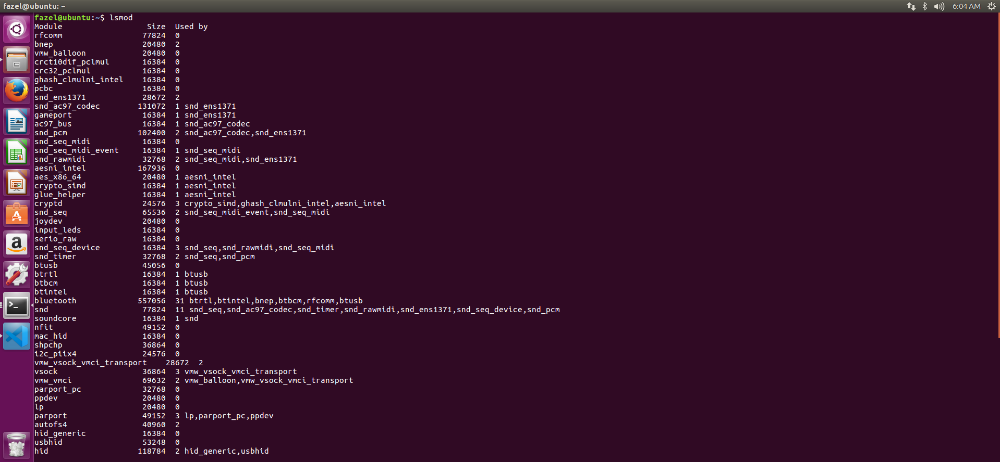 fazel@ubuntu: ~
6:04 AM
fazel@ubuntu:~$ lsmod
Module                  Size  Used by
rfcomm                 77824  0
bnep                   20480  2
vmw_balloon            20480  0
crct10dif_pclmul       16384  0
crc32_pclmul           16384  0
ghash_clmulni_intel    16384  0
pcbc                   16384  0
snd_ens1371            28672  2
snd_ac97_codec        131072  1 snd_ens1371
gameport               16384  1 snd_ens1371
ac97_bus               16384  1 snd_ac97_codec
snd_pcm               102400  2 snd_ac97_codec,snd_ens1371
snd_seq_midi           16384  0
snd_seq_midi_event     16384  1 snd_seq_midi
snd_rawmidi            32768  2 snd_seq_midi,snd_ens1371
aesni_intel           167936  0
aes_x86_64             20480  1 aesni_intel
crypto_simd            16384  1 aesni_intel
glue_helper            16384  1 aesni_intel
cryptd                 24576  3 crypto_simd,ghash_clmulni_intel,aesni_intel
snd_seq                65536  2 snd_seq_midi_event,snd_seq_midi
joydev                 20480  0
input_leds             16384  0
serio_raw              16384  0
snd_seq_device         16384  3 snd_seq,snd_rawmidi,snd_seq_midi
snd_timer              32768  2 snd_seq,snd_pcm
btusb                  45056  0
btrtl                  16384  1 btusb
btbcm                  16384  1 btusb
btintel                16384  1 btusb
bluetooth             557056  31 btrtl,btintel,bnep,btbcm,rfcomm,btusb
snd                    77824  11 snd_seq,snd_ac97_codec,snd_timer,snd_rawmidi,snd_ens1371,snd_seq_device,snd_pcm
soundcore              16384  1 snd
nfit                   49152  0
mac_hid                16384  0
shpchp                 36864  0
i2c_piix4              24576  0
vmw_vsock_vmci_transport    28672  2
vsock                  36864  3 vmw_vsock_vmci_transport
vmw_vmci               69632  2 vmw_balloon,vmw_vsock_vmci_transport
parport_pc             32768  0
ppdev                  20480  0
lp                     20480  0
parport                49152  3 lp,parport_pc,ppdev
autofs4                40960  2
hid_generic            16384  0
usbhid                 53248  0
hid                   118784  2 hid_generic,usbhid